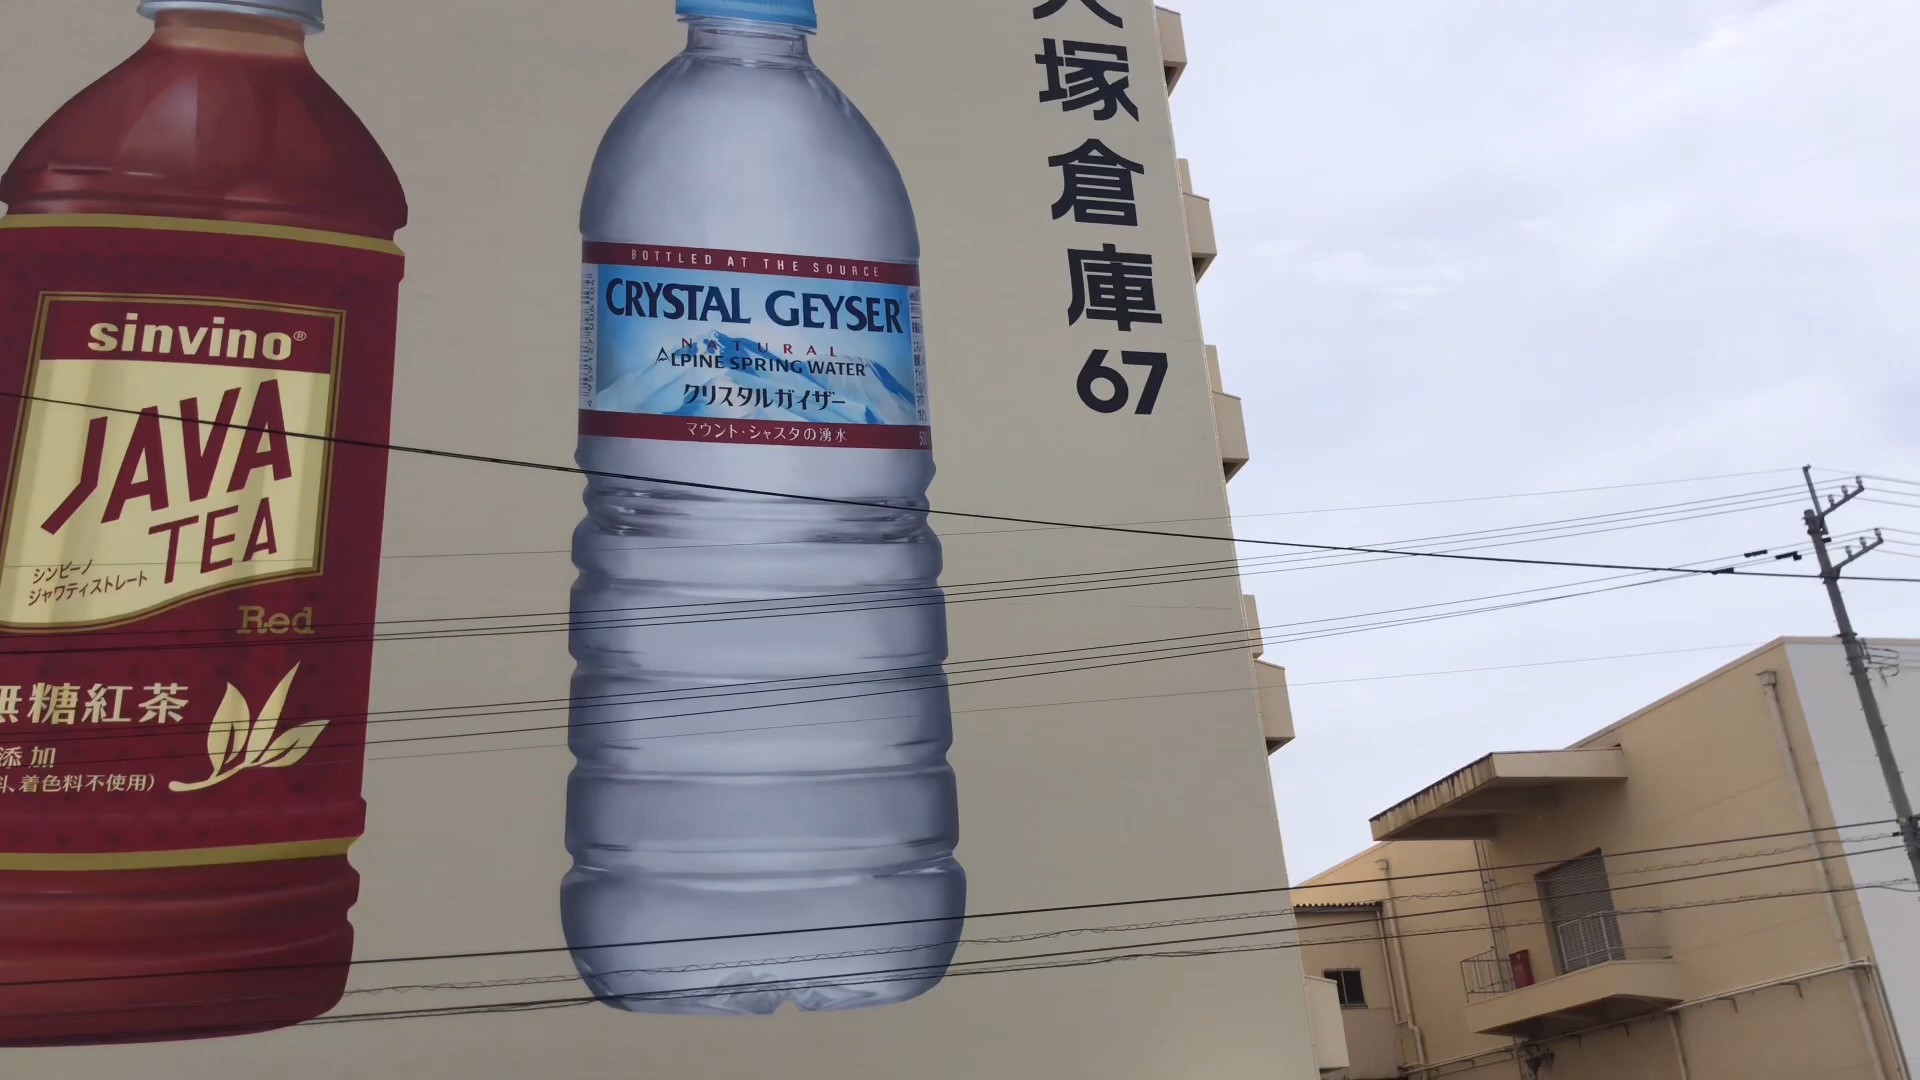 sinvino®
JAVA
TEA
シンビーノ
ジャワティストレート
Red
無糖紅茶
添加
着色料不使用)
BOTTLED AT THE SOURCE
CRYSTAL GEYSER
NATURAL
ALPINE SPRING WATER
クリスタルガイザー
マウント・シャスタの湧水
大塚倉庫
67